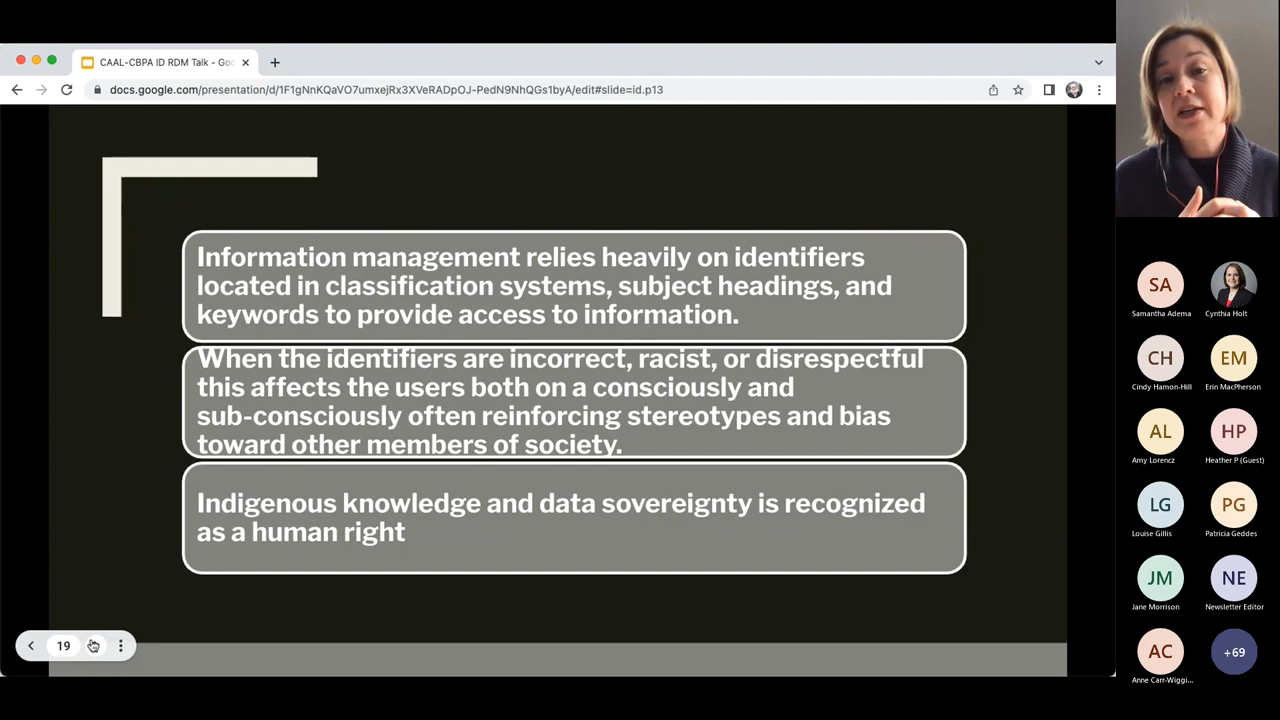 CAAL-CBPA ID RDM Talk - Goo
docs.google.com/presentation/d/1F1gNnKQaVO7umxejRx3XVeRADpOJ-PedN9NhQGs1byA/edit#slide=id.p13
Information management relies heavily on identifiers
located in classification systems, subject headings, and
keywords to provide access to information.
When the identifiers are incorrect, racist, or disrespectful
this affects the users both on a consciously and
sub-consciously often reinforcing stereotypes and bias
toward other members of society.
Indigenous knowledge and data sovereignty is recognized
as a human right
19
SA
Samantha Adema
Cynthia Holt
CH
Cindy Hamon-Hill
EM
Erin MacPherson
AL
Amy Lorencz
HP
Heather P (Guest)
LG
Louise Gillis
PG
Patricia Geddes
JM
Jane Morrison
NE
Newsletter Editor
AC
Anne Carr-Wiggi...
+69